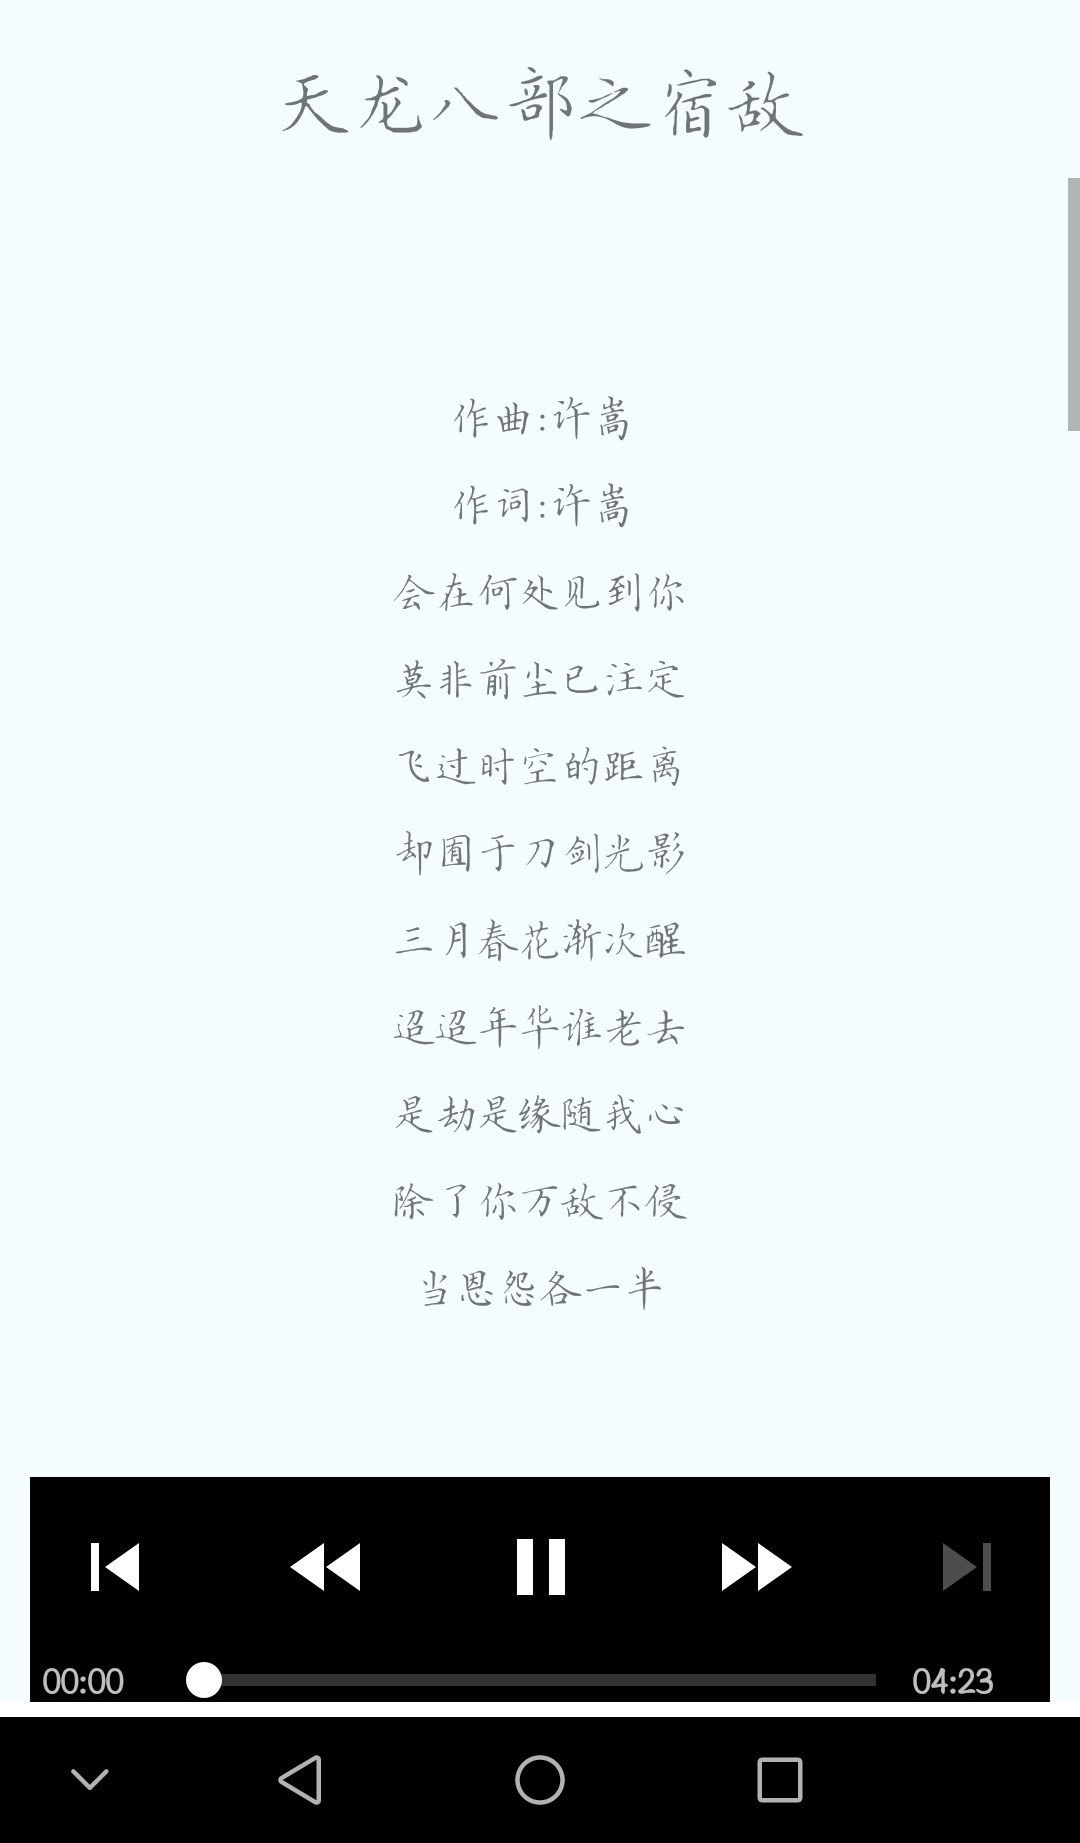 天龙八部之宿敌
作曲:许嵩
作词:许嵩
会在何处见到你
莫非前尘已注定
飞过时空的距离
却囿于刀剑光影
三月春花渐次醒
迢迢年华谁老去
是劫是缘随我心
除了你万敌不侵
当恩怨各一半
00:00
04:23